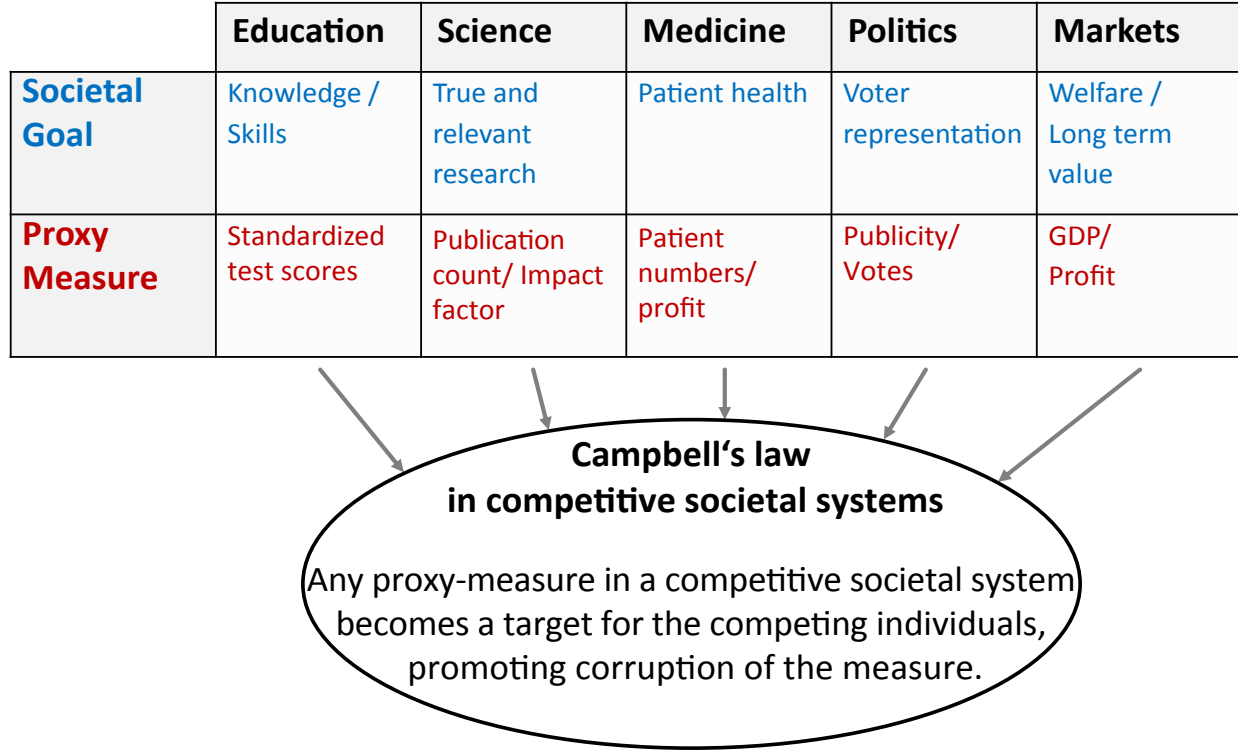 Education Science Medicine Politics Markets
Societal Goal
Knowledge / Skills
True and relevant research
Patient health
Voter representation
Welfare / Long term value
Proxy Measure
Standardized test scores
Publication count/ Impact factor
Patient numbers/ profit
Publicity/ Votes
GDP/ Profit
Campbell‘s law
in competitive societal systems
Any proxy-measure in a competitive societal system
becomes a target for the competing individuals,
promoting corruption of the measure.